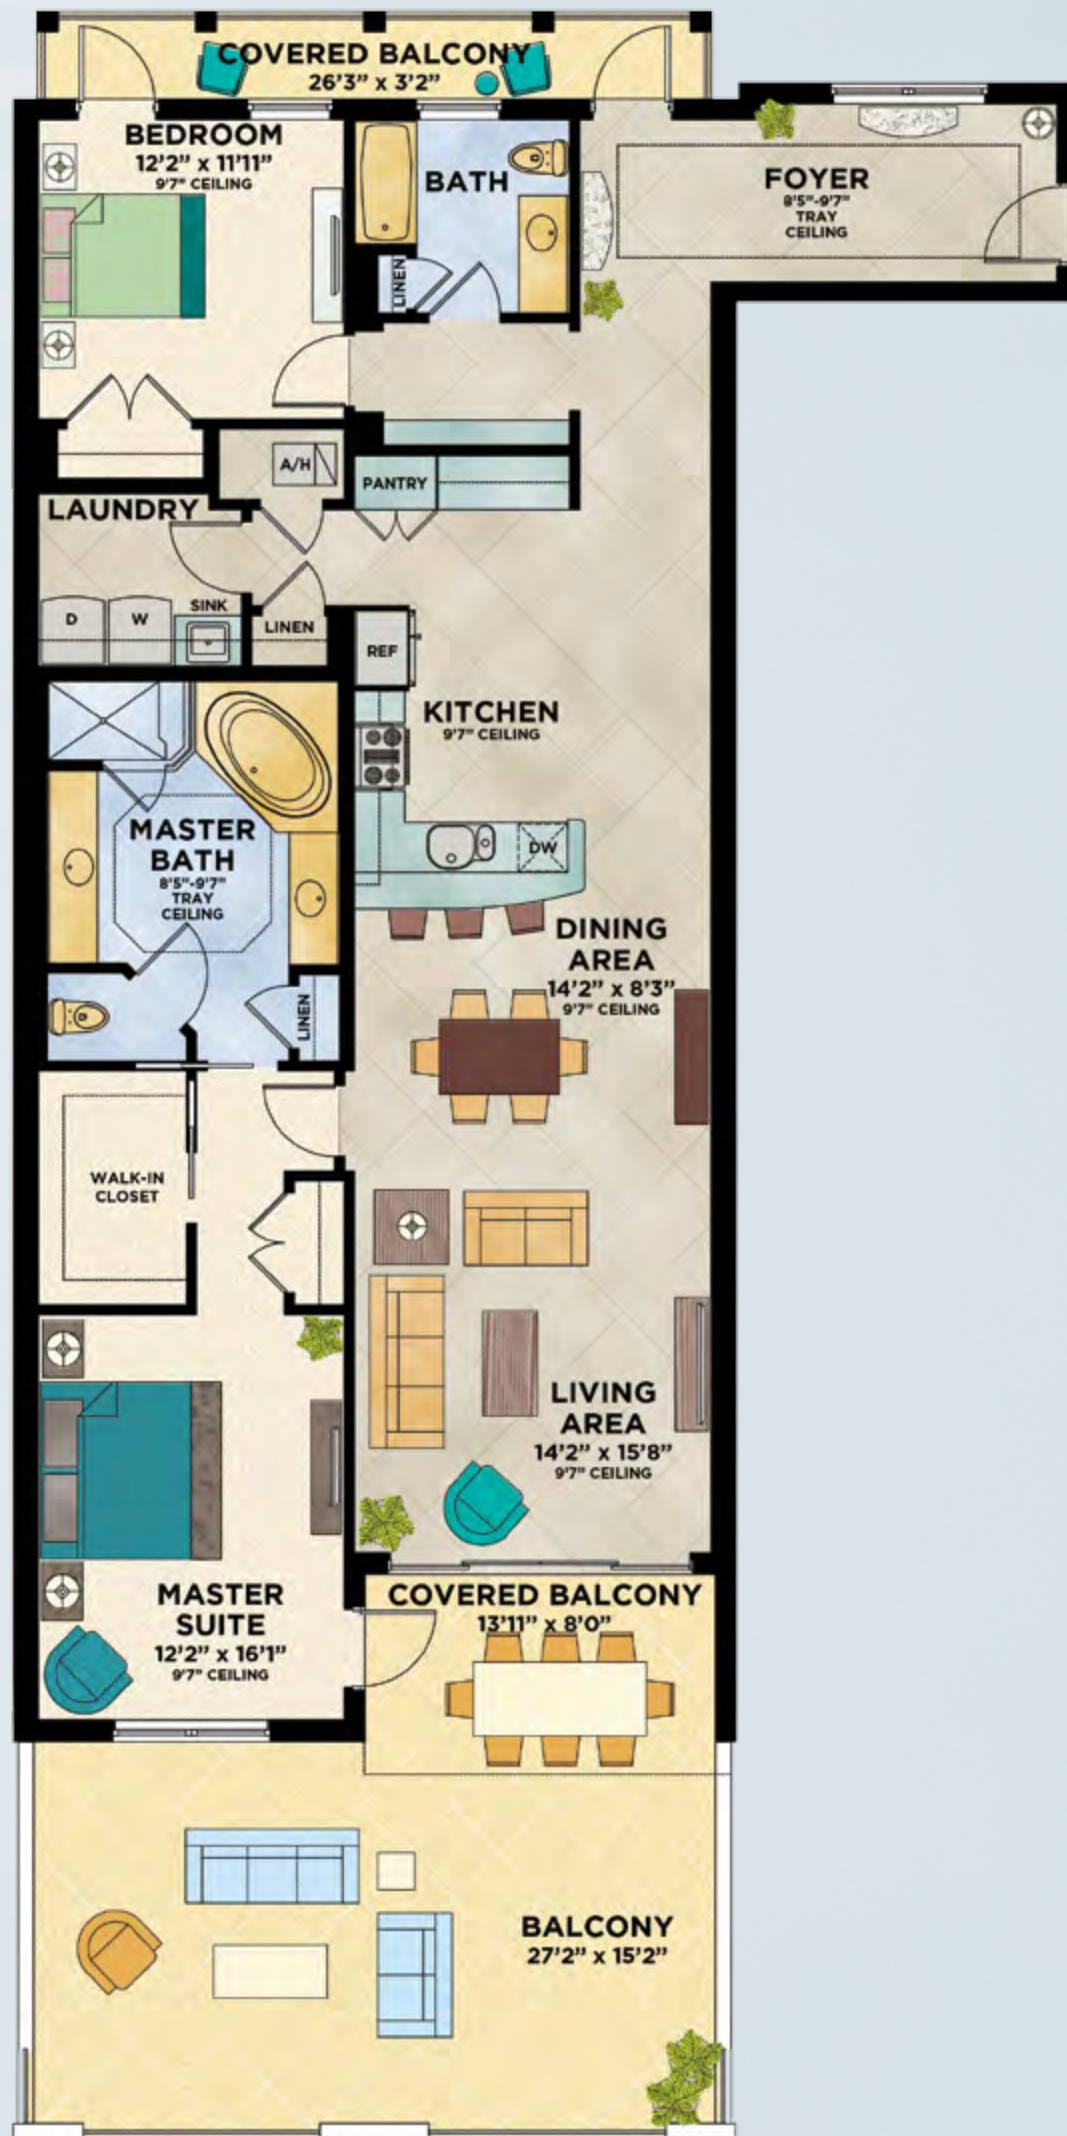 COVERED BALCONY
26'3" x 3'2"
BEDROOM
12'2" x 11'11"
9'7" CEILING
BATH
FOYER
8'5"-9'7"
TRAY
CEILING
LINEN
A/H
PANTRY
LAUNDRY
D
W
SINK
LINEN
REF
KITCHEN
9'7" CEILING
DW
MASTER
BATH
8'5"-9'7"
TRAY
CEILING
LINEN
DINING
AREA
14'2" x 8'3"
9'7" CEILING
WALK-IN
CLOSET
LIVING
AREA
14'2" x 15'8"
9'7" CEILING
MASTER
SUITE
12'2" x 16'1"
9'7" CEILING
COVERED BALCONY
13'11" x 8'0"
BALCONY
27'2" x 15'2"